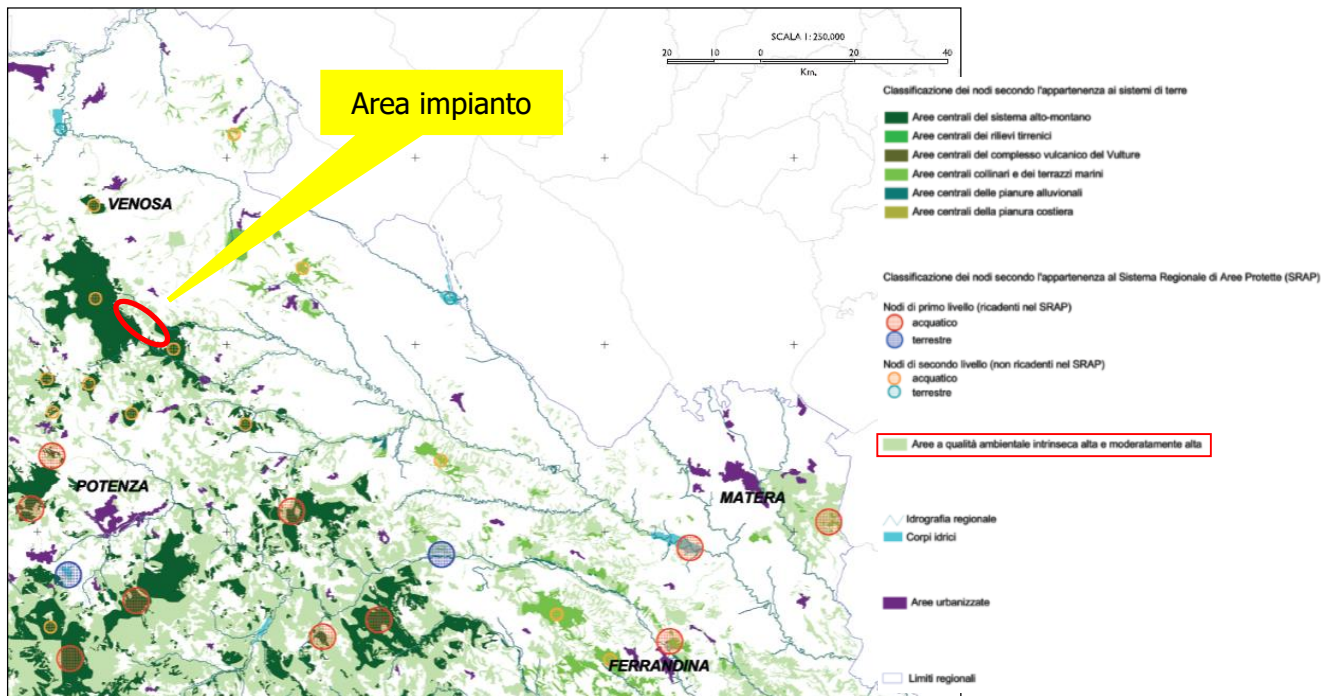 SCALA 1: 250.000
20 10 0 20 40
Km.
Area impianto
VENOSA
POTENZA
MATERA
FERRANDINA
Classificazione dei nodi secondo l'appartenenza ai sistemi di terre
Aree centrali del sistema alto-montano
Aree centrali dei rilievi tirrenici
Aree centrali del complesso vulcanico del Vulture
Aree centrali collinari e dei terrazzi marini
Aree centrali delle pianure alluvionali
Aree centrali della pianura costiera
Classificazione dei nodi secondo l'appartenenza al Sistema Regionale di Aree Protette (SRAP)
Nodi di primo livello (ricadenti nel SRAP)
acquatico
terrestre
Nodi di secondo livello (non ricadenti nel SRAP)
acquatico
terrestre
Aree a qualità ambientale intrinseca alta e moderatamente alta
Idrografia regionale
Corpi idrici
Aree urbanizzate
Limiti regionali